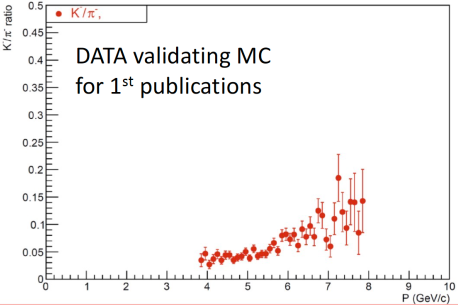 K⁻/π⁻ ratio
K⁻/π⁻,
DATA validating MC
for 1st publications
0.5
0.45
0.4
0.35
0.3
0.25
0.2
0.15
0.1
0.05
0
0 1 2 3 4 5 6 7 8 9 10
P (GeV/c)